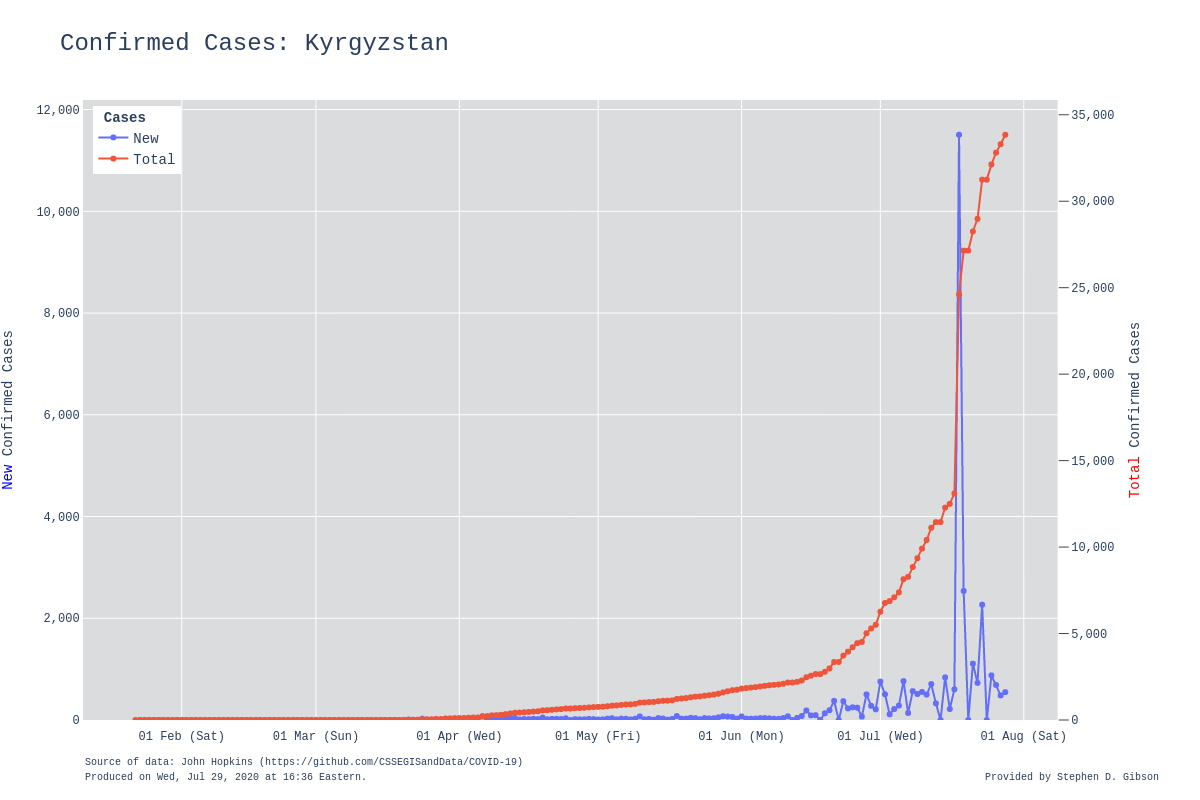 Confirmed Cases: Kyrgyzstan
Cases
New
Total
12,000
10,000
8,000
6,000
4,000
2,000
0
New Confirmed Cases
35,000
30,000
25,000
20,000
15,000
10,000
5,000
0
Total Confirmed Cases
01 Feb (Sat)
01 Mar (Sun)
01 Apr (Wed)
01 May (Fri)
01 Jun (Mon)
01 Jul (Wed)
01 Aug (Sat)
Source of data: John Hopkins (https://github.com/CSSEGISandData/COVID-19)
Produced on Wed, Jul 29, 2020 at 16:36 Eastern.
Provided by Stephen D. Gibson